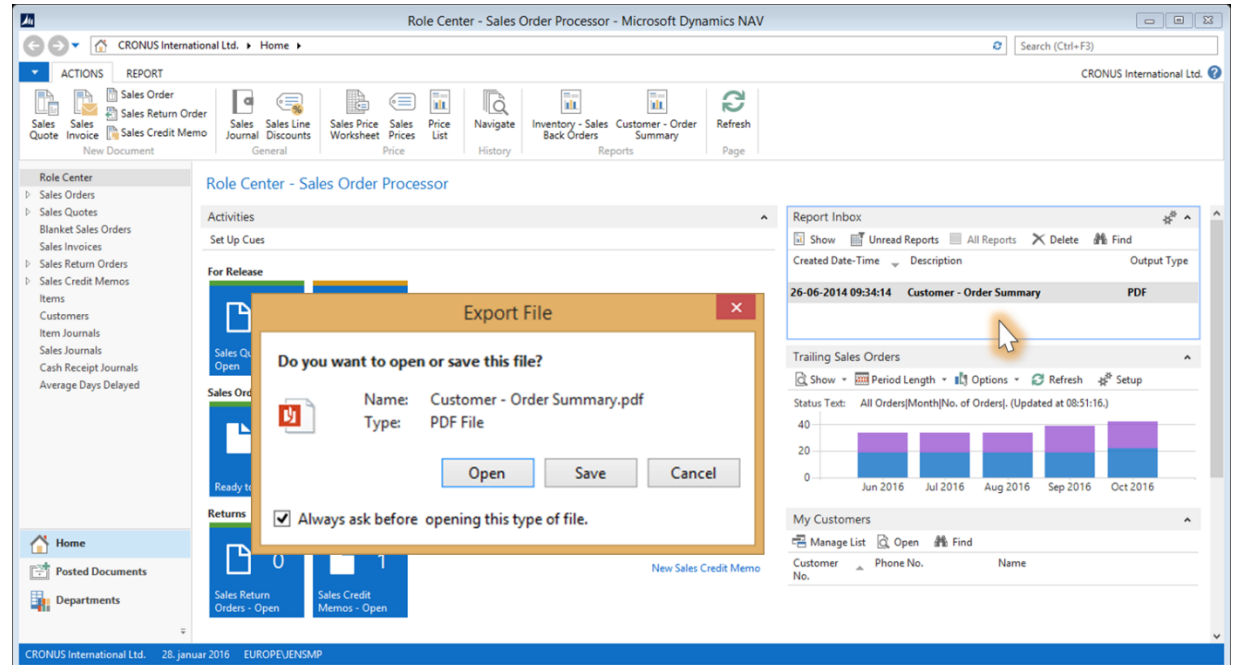 Role Center - Sales Order Processor - Microsoft Dynamics NAV
CRONUS International Ltd. Home
Search (Ctrl+F3)
ACTIONS REPORT
CRONUS International Ltd.
Sales Quote
Sales Invoice
Sales Order
Sales Return Order
Sales Credit Memo
New Document
Sales Journal
Sales Line Discounts
General
Sales Price Worksheet
Sales Prices
Price List
Price
Navigate
History
Inventory - Sales Back Orders
Customer - Order Summary
Reports
Refresh
Page
Role Center
Sales Orders
Sales Quotes
Blanket Sales Orders
Sales Invoices
Sales Return Orders
Sales Credit Memos
Items
Customers
Item Journals
Sales Journals
Cash Receipt Journals
Average Days Delayed
Home
Posted Documents
Departments
Role Center - Sales Order Processor
Activities
Set Up Cues
For Release
Sales
Open
Sales
Ready
Returns
0
Sales Return
Orders - Open
1
Sales Credit
Memos - Open
New Sales Credit Memo
Export File
Do you want to open or save this file?
Name: Customer - Order Summary.pdf
Type: PDF File
Open Save Cancel
Always ask before opening this type of file.
Report Inbox
Show Unread Reports All Reports Delete Find
Created Date-Time Description Output Type
26-06-2014 09:34:14 Customer - Order Summary PDF
Trailing Sales Orders
Show Period Length Options Refresh Setup
Status Text: All Orders|Month|No. of Orders|. (Updated at 08:51:16.)
40
20
0
Jun 2016 Jul 2016 Aug 2016 Sep 2016 Oct 2016
My Customers
Manage List Open Find
Customer No. Phone No. Name
CRONUS International Ltd. 28. januar 2016 EUROPE\JENSMP